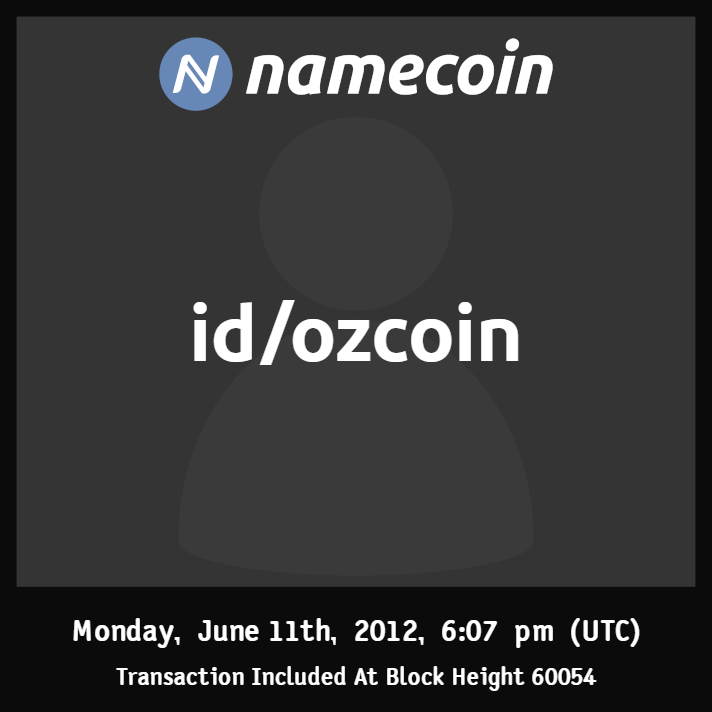 namecoin
id/ozcoin
Monday, June 11th, 2012, 6:07 pm (UTC)
Transaction Included At Block Height 60054